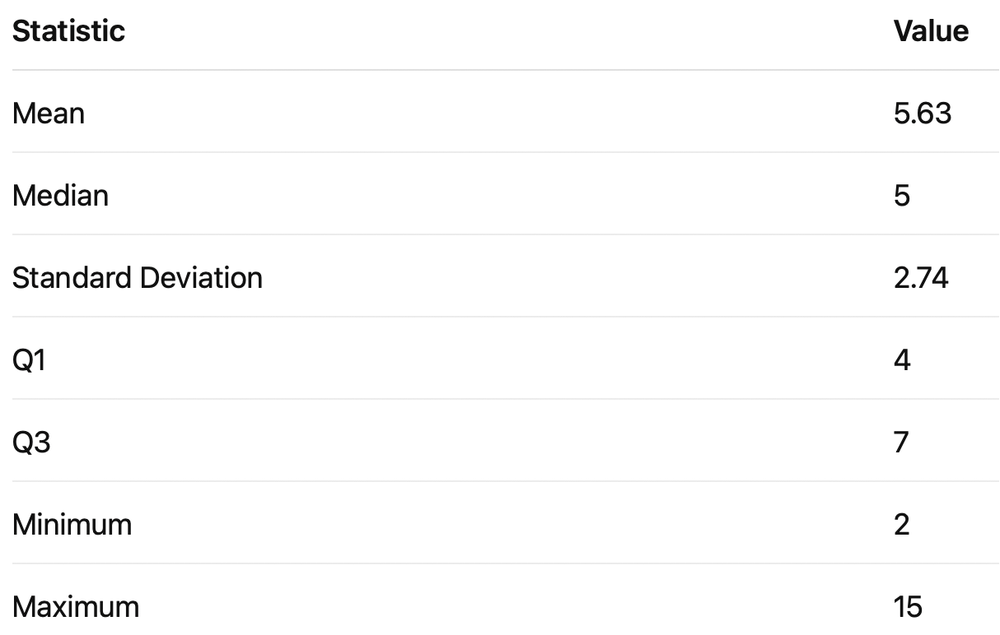 Statistic Value
Mean 5.63
Median 5
Standard Deviation 2.74
Q1 4
Q3 7
Minimum 2
Maximum 15